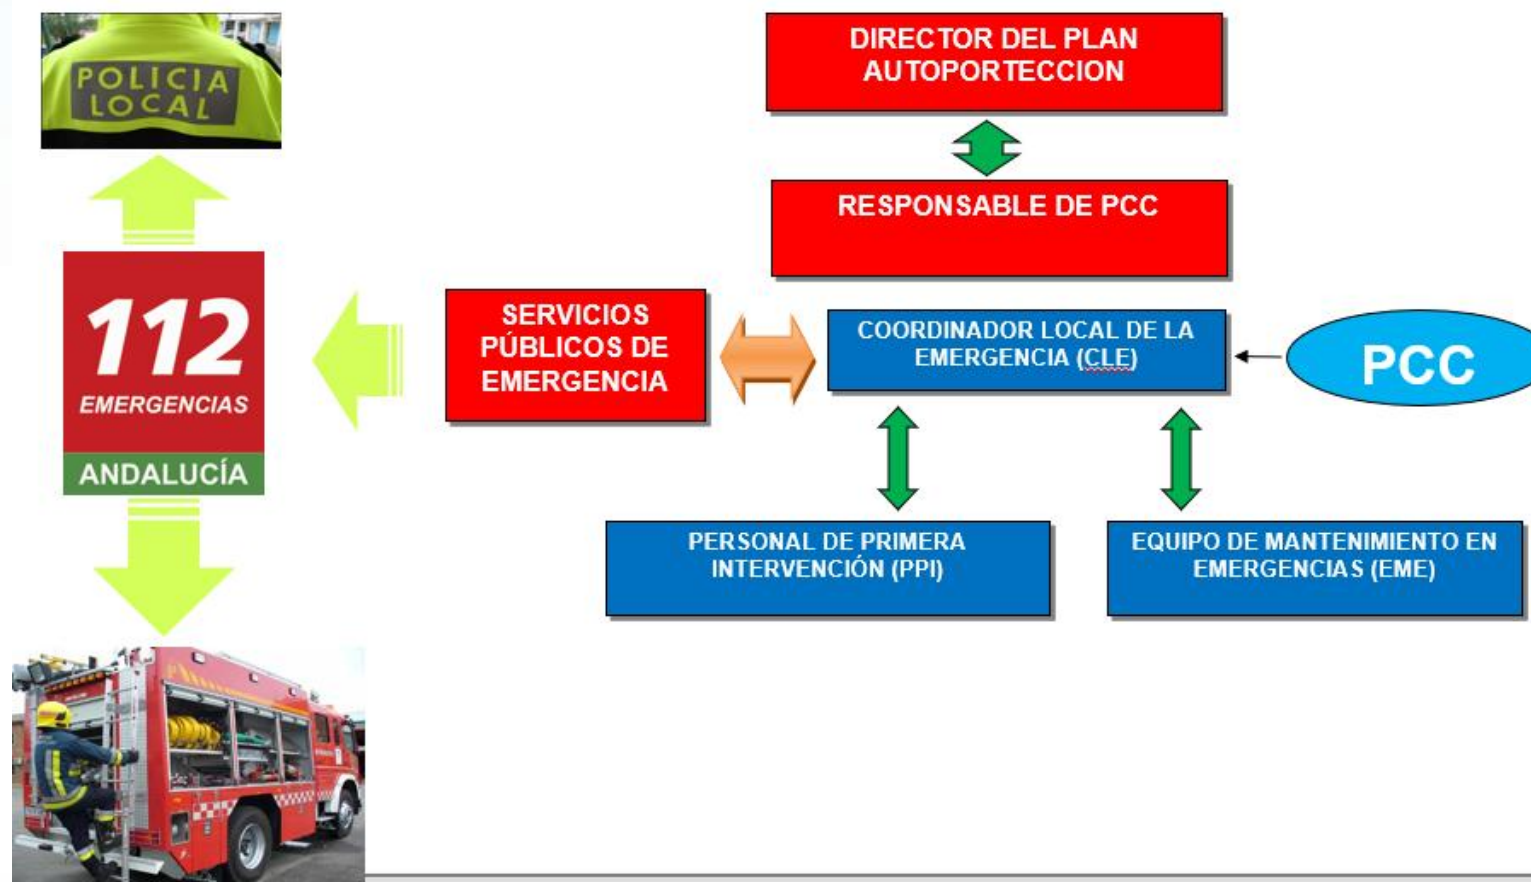 POLICIA
LOCAL
DIRECTOR DEL PLAN
AUTOPORTECCION
RESPONSABLE DE PCC
112
EMERGENCIAS
ANDALUCÍA
SERVICIOS
PÚBLICOS DE
EMERGENCIA
COORDINADOR LOCAL DE LA
EMERGENCIA (CLE)
PCC
PERSONAL DE PRIMERA
INTERVENCIÓN (PPI)
EQUIPO DE MANTENIMIENTO EN
EMERGENCIAS (EME)